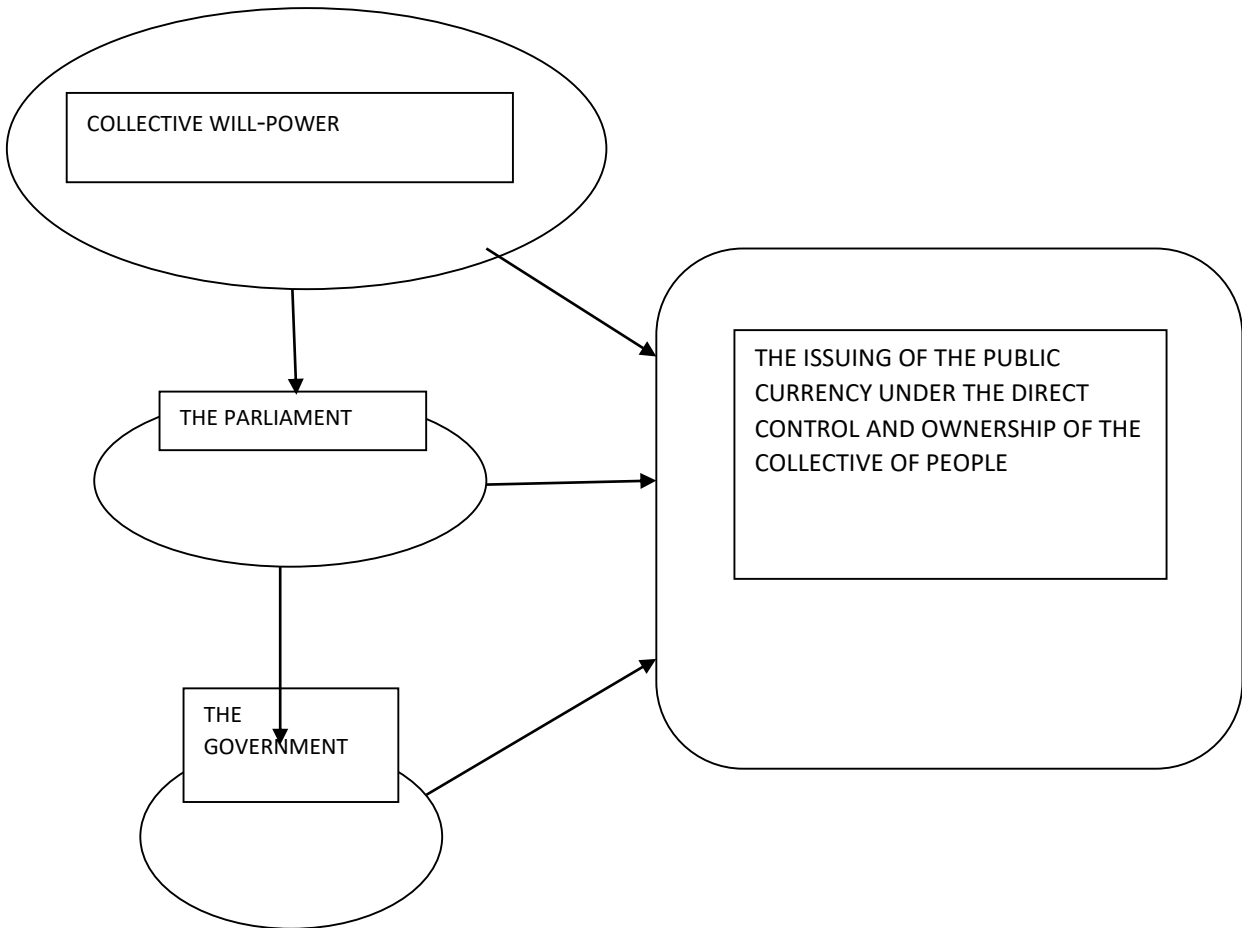 COLLECTIVE WILL-POWER
THE PARLIAMENT
THE
GOVERNMENT
THE ISSUING OF THE PUBLIC
CURRENCY UNDER THE DIRECT
CONTROL AND OWNERSHIP OF THE
COLLECTIVE OF PEOPLE